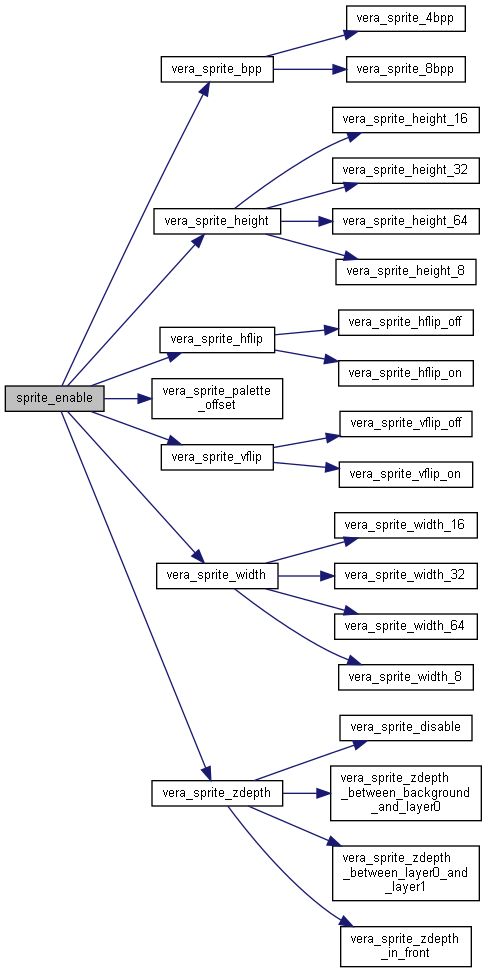 vera_sprite_4bpp
vera_sprite_bpp
vera_sprite_8bpp
vera_sprite_height_16
vera_sprite_height_32
vera_sprite_height
vera_sprite_height_64
vera_sprite_height_8
vera_sprite_hflip_off
vera_sprite_hflip
vera_sprite_hflip_on
sprite_enable
vera_sprite_palette
_offset
vera_sprite_vflip_off
vera_sprite_vflip
vera_sprite_vflip_on
vera_sprite_width_16
vera_sprite_width
vera_sprite_width_32
vera_sprite_width_64
vera_sprite_width_8
vera_sprite_disable
vera_sprite_zdepth
vera_sprite_zdepth
_between_background
_and_layer0
vera_sprite_zdepth
_between_layer0_and
_layer1
vera_sprite_zdepth
_in_front